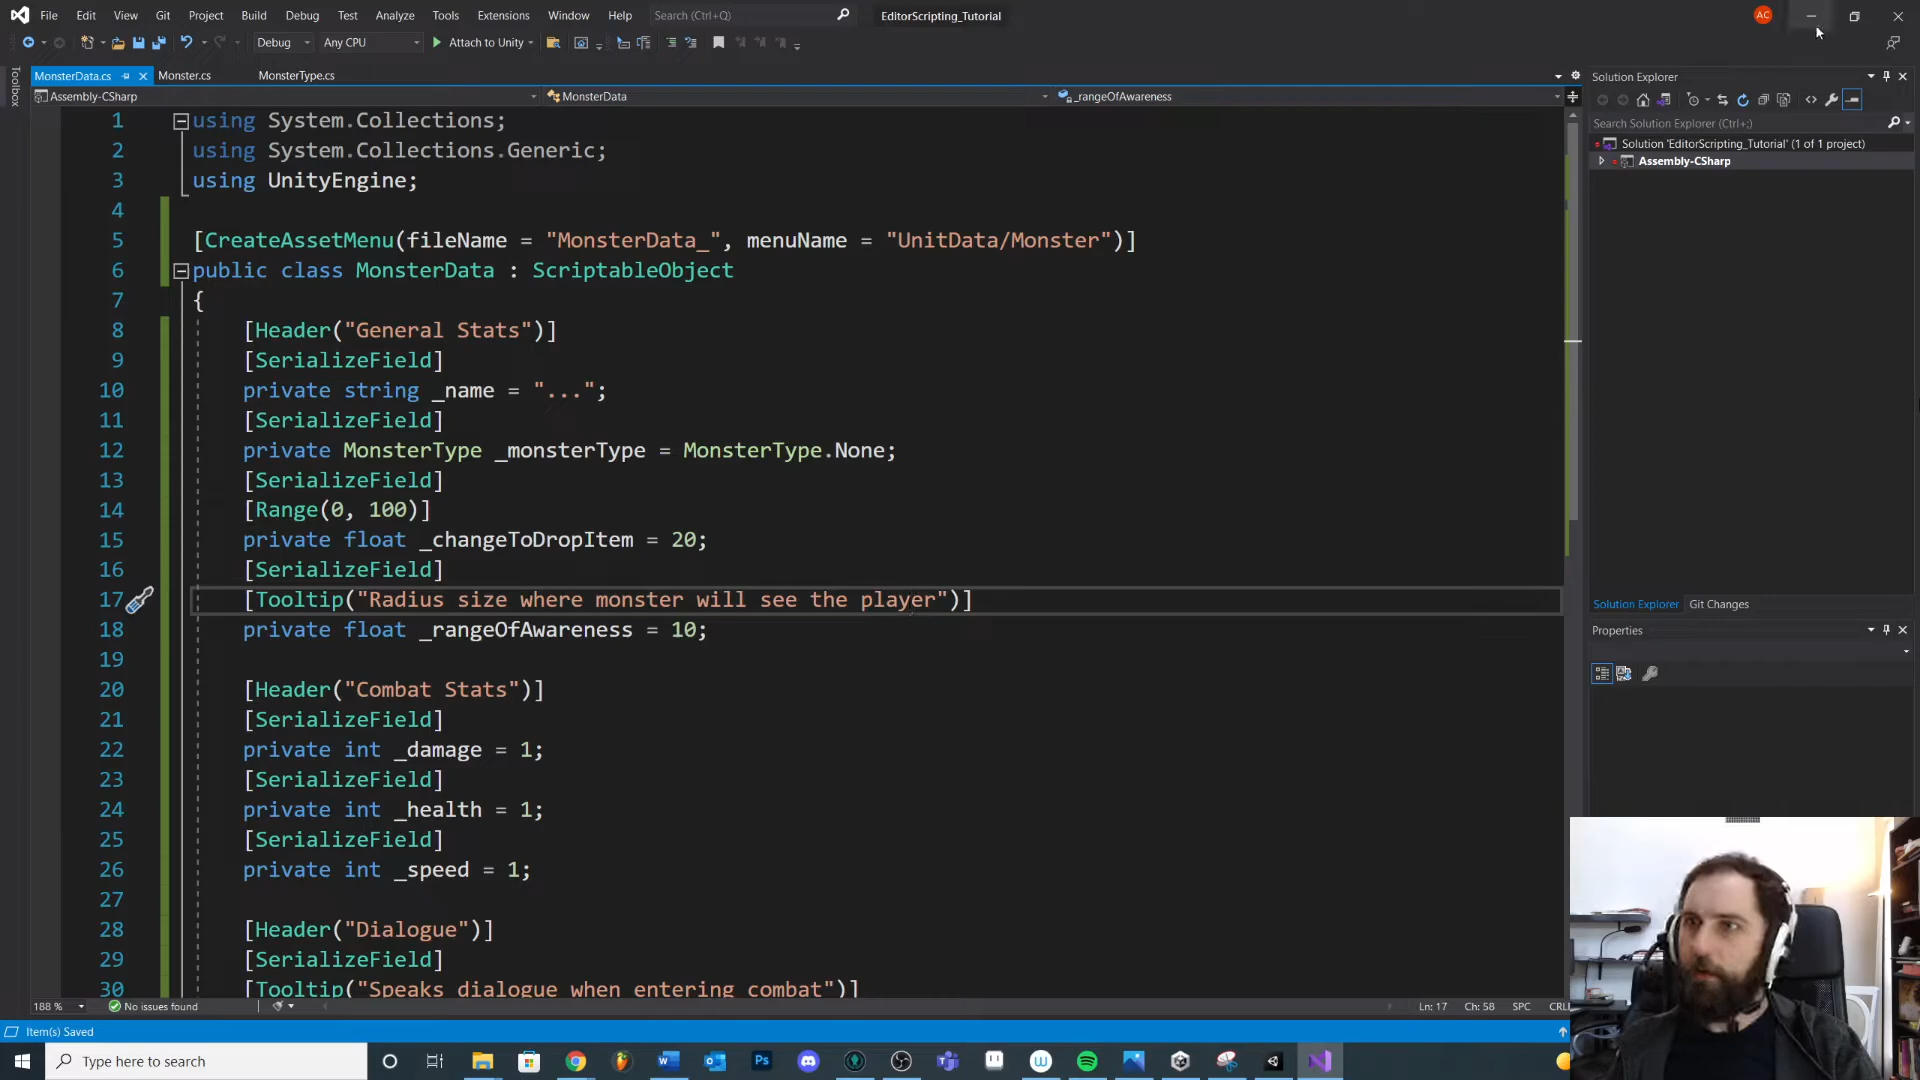 File Edit View Git Project Build Debug Test Analyze Tools Extensions Window Help Search (Ctrl+Q) EditorScripting_Tutorial AC
Debug Any CPU Attach to Unity
Toolbox
MonsterData.cs Monster.cs MonsterType.cs
Assembly-CSharp MonsterData _rangeOfAwareness
1 using System.Collections;
2 using System.Collections.Generic;
3 using UnityEngine;
4
5 [CreateAssetMenu(fileName = "MonsterData_", menuName = "UnitData/Monster")]
6 public class MonsterData : ScriptableObject
7 {
8 [Header("General Stats")]
9 [SerializeField]
10 private string _name = "...";
11 [SerializeField]
12 private MonsterType _monsterType = MonsterType.None;
13 [SerializeField]
14 [Range(0, 100)]
15 private float _changeToDropItem = 20;
16 [SerializeField]
17 [Tooltip("Radius size where monster will see the player")]
18 private float _rangeOfAwareness = 10;
19
20 [Header("Combat Stats")]
21 [SerializeField]
22 private int _damage = 1;
23 [SerializeField]
24 private int _health = 1;
25 [SerializeField]
26 private int _speed = 1;
27
28 [Header("Dialogue")]
29 [SerializeField]
30 [Tooltip("Speaks dialogue when entering combat")]
188 % No issues found Ln: 17 Ch: 58 SPC CRL
Item(s) Saved
Solution Explorer
Search Solution Explorer (Ctrl+;)
Solution 'EditorScripting_Tutorial' (1 of 1 project)
Assembly-CSharp
Solution Explorer Git Changes
Properties
Type here to search